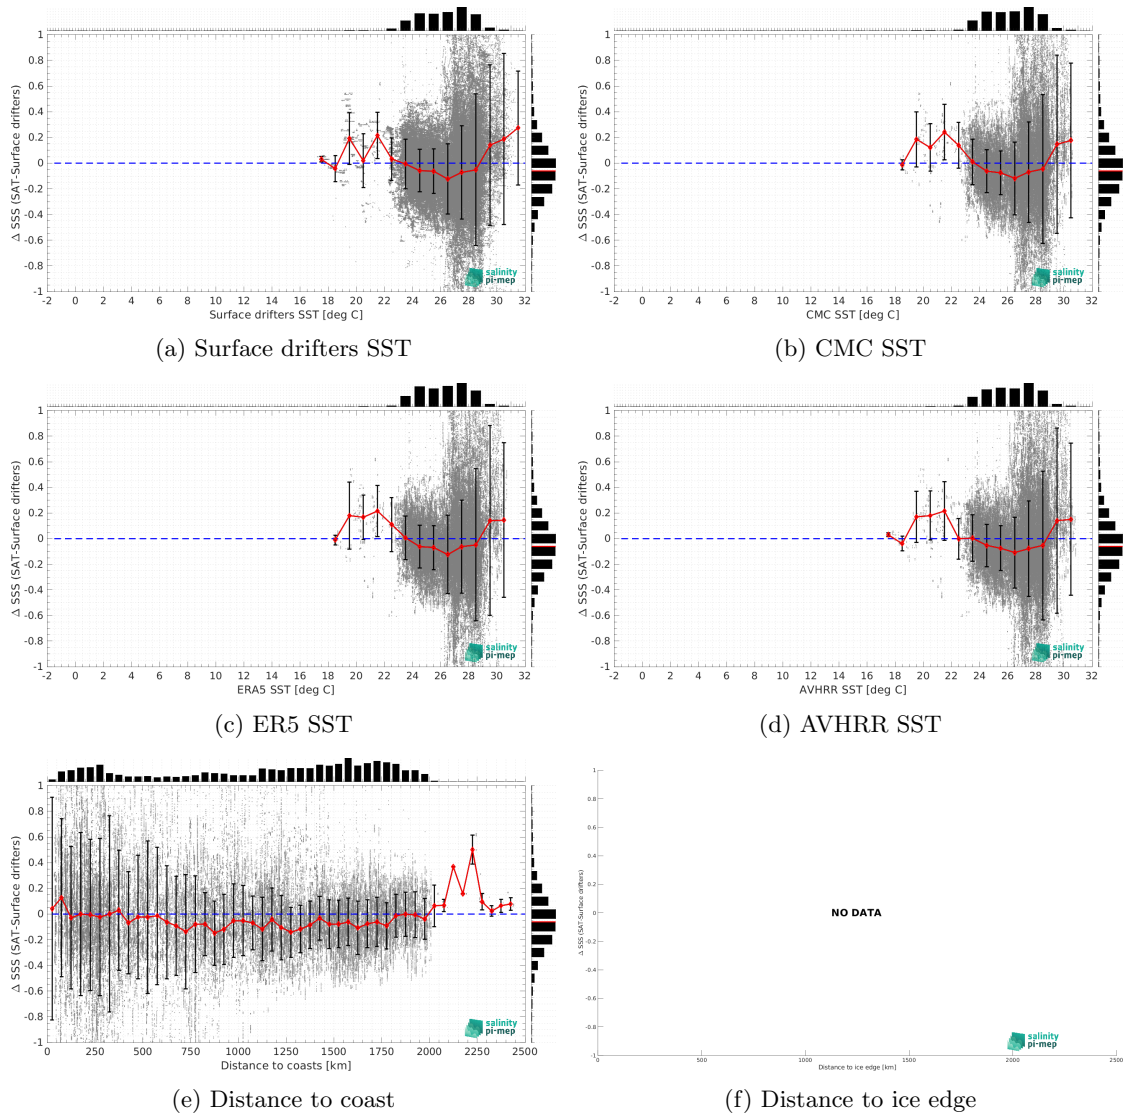 1
0.8
0.6
0.4
0.2
0
-0.2
-0.4
-0.6
-0.8
-1
Δ SSS (SAT-Surface drifters)
salinity
pi-mep
-2 0 2 4 6 8 10 12 14 16 18 20 22 24 26 28 30 32
Surface drifters SST [deg C]
(a) Surface drifters SST
1
0.8
0.6
0.4
0.2
0
-0.2
-0.4
-0.6
-0.8
-1
Δ SSS (SAT-Surface drifters)
salinity
pi-mep
-2 0 2 4 6 8 10 12 14 16 18 20 22 24 26 28 30 32
CMC SST [deg C]
(b) CMC SST
1
0.8
0.6
0.4
0.2
0
-0.2
-0.4
-0.6
-0.8
-1
Δ SSS (SAT-Surface drifters)
salinity
pi-mep
-2 0 2 4 6 8 10 12 14 16 18 20 22 24 26 28 30 32
ERA5 SST [deg C]
(c) ER5 SST
1
0.8
0.6
0.4
0.2
0
-0.2
-0.4
-0.6
-0.8
-1
Δ SSS (SAT-Surface drifters)
salinity
pi-mep
-2 0 2 4 6 8 10 12 14 16 18 20 22 24 26 28 30 32
AVHRR SST [deg C]
(d) AVHRR SST
1
0.8
0.6
0.4
0.2
0
-0.2
-0.4
-0.6
-0.8
-1
Δ SSS (SAT-Surface drifters)
salinity
pi-mep
0 250 500 750 1000 1250 1500 1750 2000 2250 2500
Distance to coasts [km]
(e) Distance to coast
1
0.8
0.6
0.4
0.2
0
-0.2
-0.4
-0.6
-0.8
-1
Δ SSS (SAT-Surface drifters)
NO DATA
salinity
pi-mep
0 500 1000 1500 2000 2500
Distance to ice edge [km]
(f) Distance to ice edge